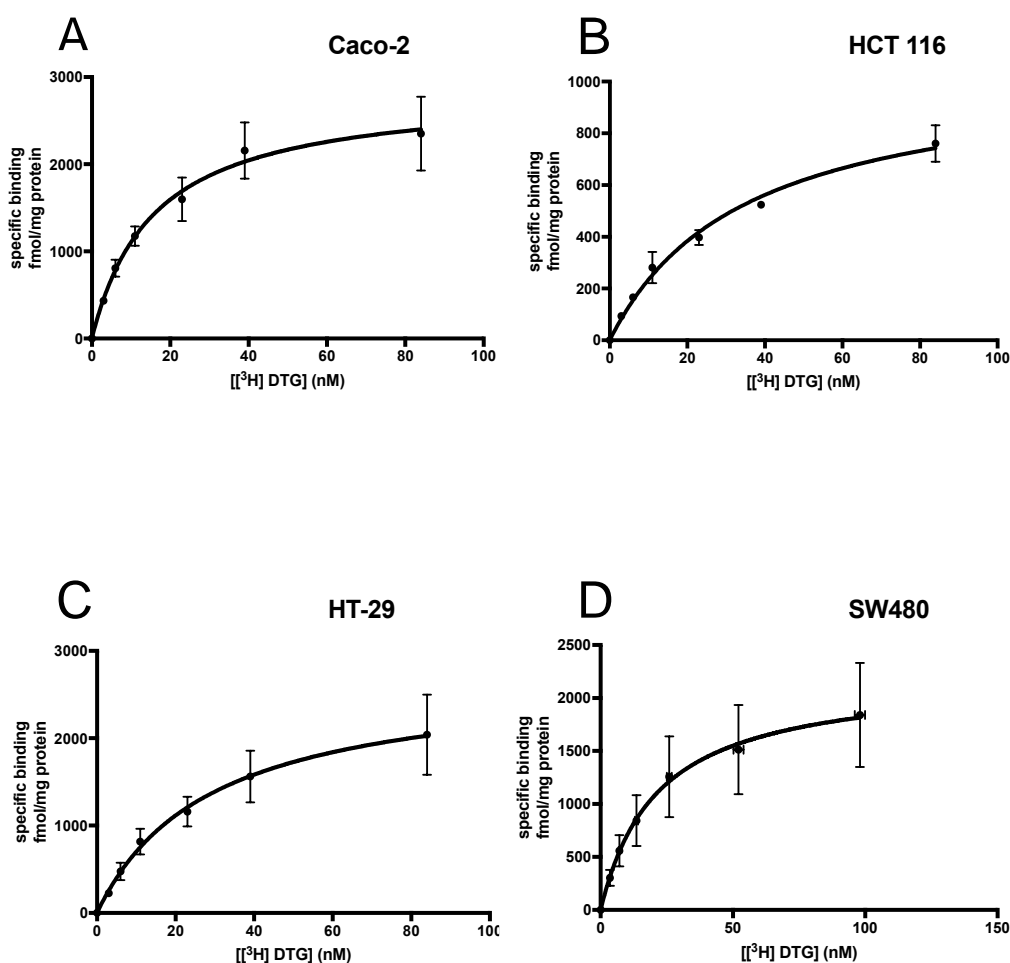 A
Caco-2
3000
2000
1000
0
0 20 40 60 80 100
specific binding
fmol/mg protein
[[³H] DTG] (nM)
B
HCT 116
1000
800
600
400
200
0
0 20 40 60 80 100
specific binding
fmol/mg protein
[[³H] DTG] (nM)
C
HT-29
3000
2000
1000
0
0 20 40 60 80 100
specific binding
fmol/mg protein
[[³H] DTG] (nM)
D
SW480
2500
2000
1500
1000
500
0
0 50 100 150
specific binding
fmol/mg protein
[[³H] DTG] (nM)